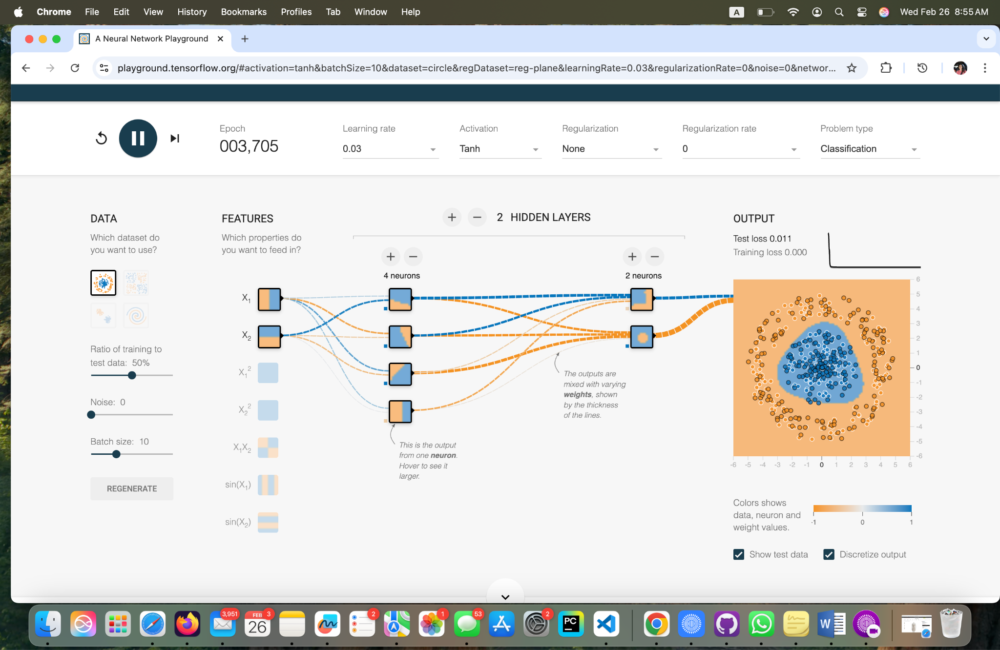 Chrome File Edit View History Bookmarks Profiles Tab Window Help A Wed Feb 26 8:55 AM
A Neural Network Playground
playground.tensorflow.org/#activation=tanh&batchSize=10&dataset=circle&regDataset=reg-plane&learningRate=0.03&regularizationRate=0&noise=0&networ...
Epoch
003,705
Learning rate
0.03
Activation
Tanh
Regularization
None
Regularization rate
0
Problem type
Classification
DATA
Which dataset do
you want to use?
Ratio of training to
test data: 50%
Noise: 0
Batch size: 10
REGENERATE
FEATURES
Which properties do
you want to feed in?
X1
X2
X1²
X2²
X1X2
sin(X1)
sin(X2)
+ − 2 HIDDEN LAYERS
+ −
4 neurons
+ −
2 neurons
This is the output
from one neuron.
Hover to see it
larger.
The outputs are
mixed with varying
weights, shown
by the thickness
of the lines.
OUTPUT
Test loss 0.011
Training loss 0.000
6
5
4
3
2
1
0
-1
-2
-3
-4
-5
-6
-6 -5 -4 -3 -2 -1 0 1 2 3 4 5 6
Colors shows
data, neuron and
weight values.
-1 0 1
Show test data
Discretize output
3,951
FEB 3
26
2
1
53
2
PC
W